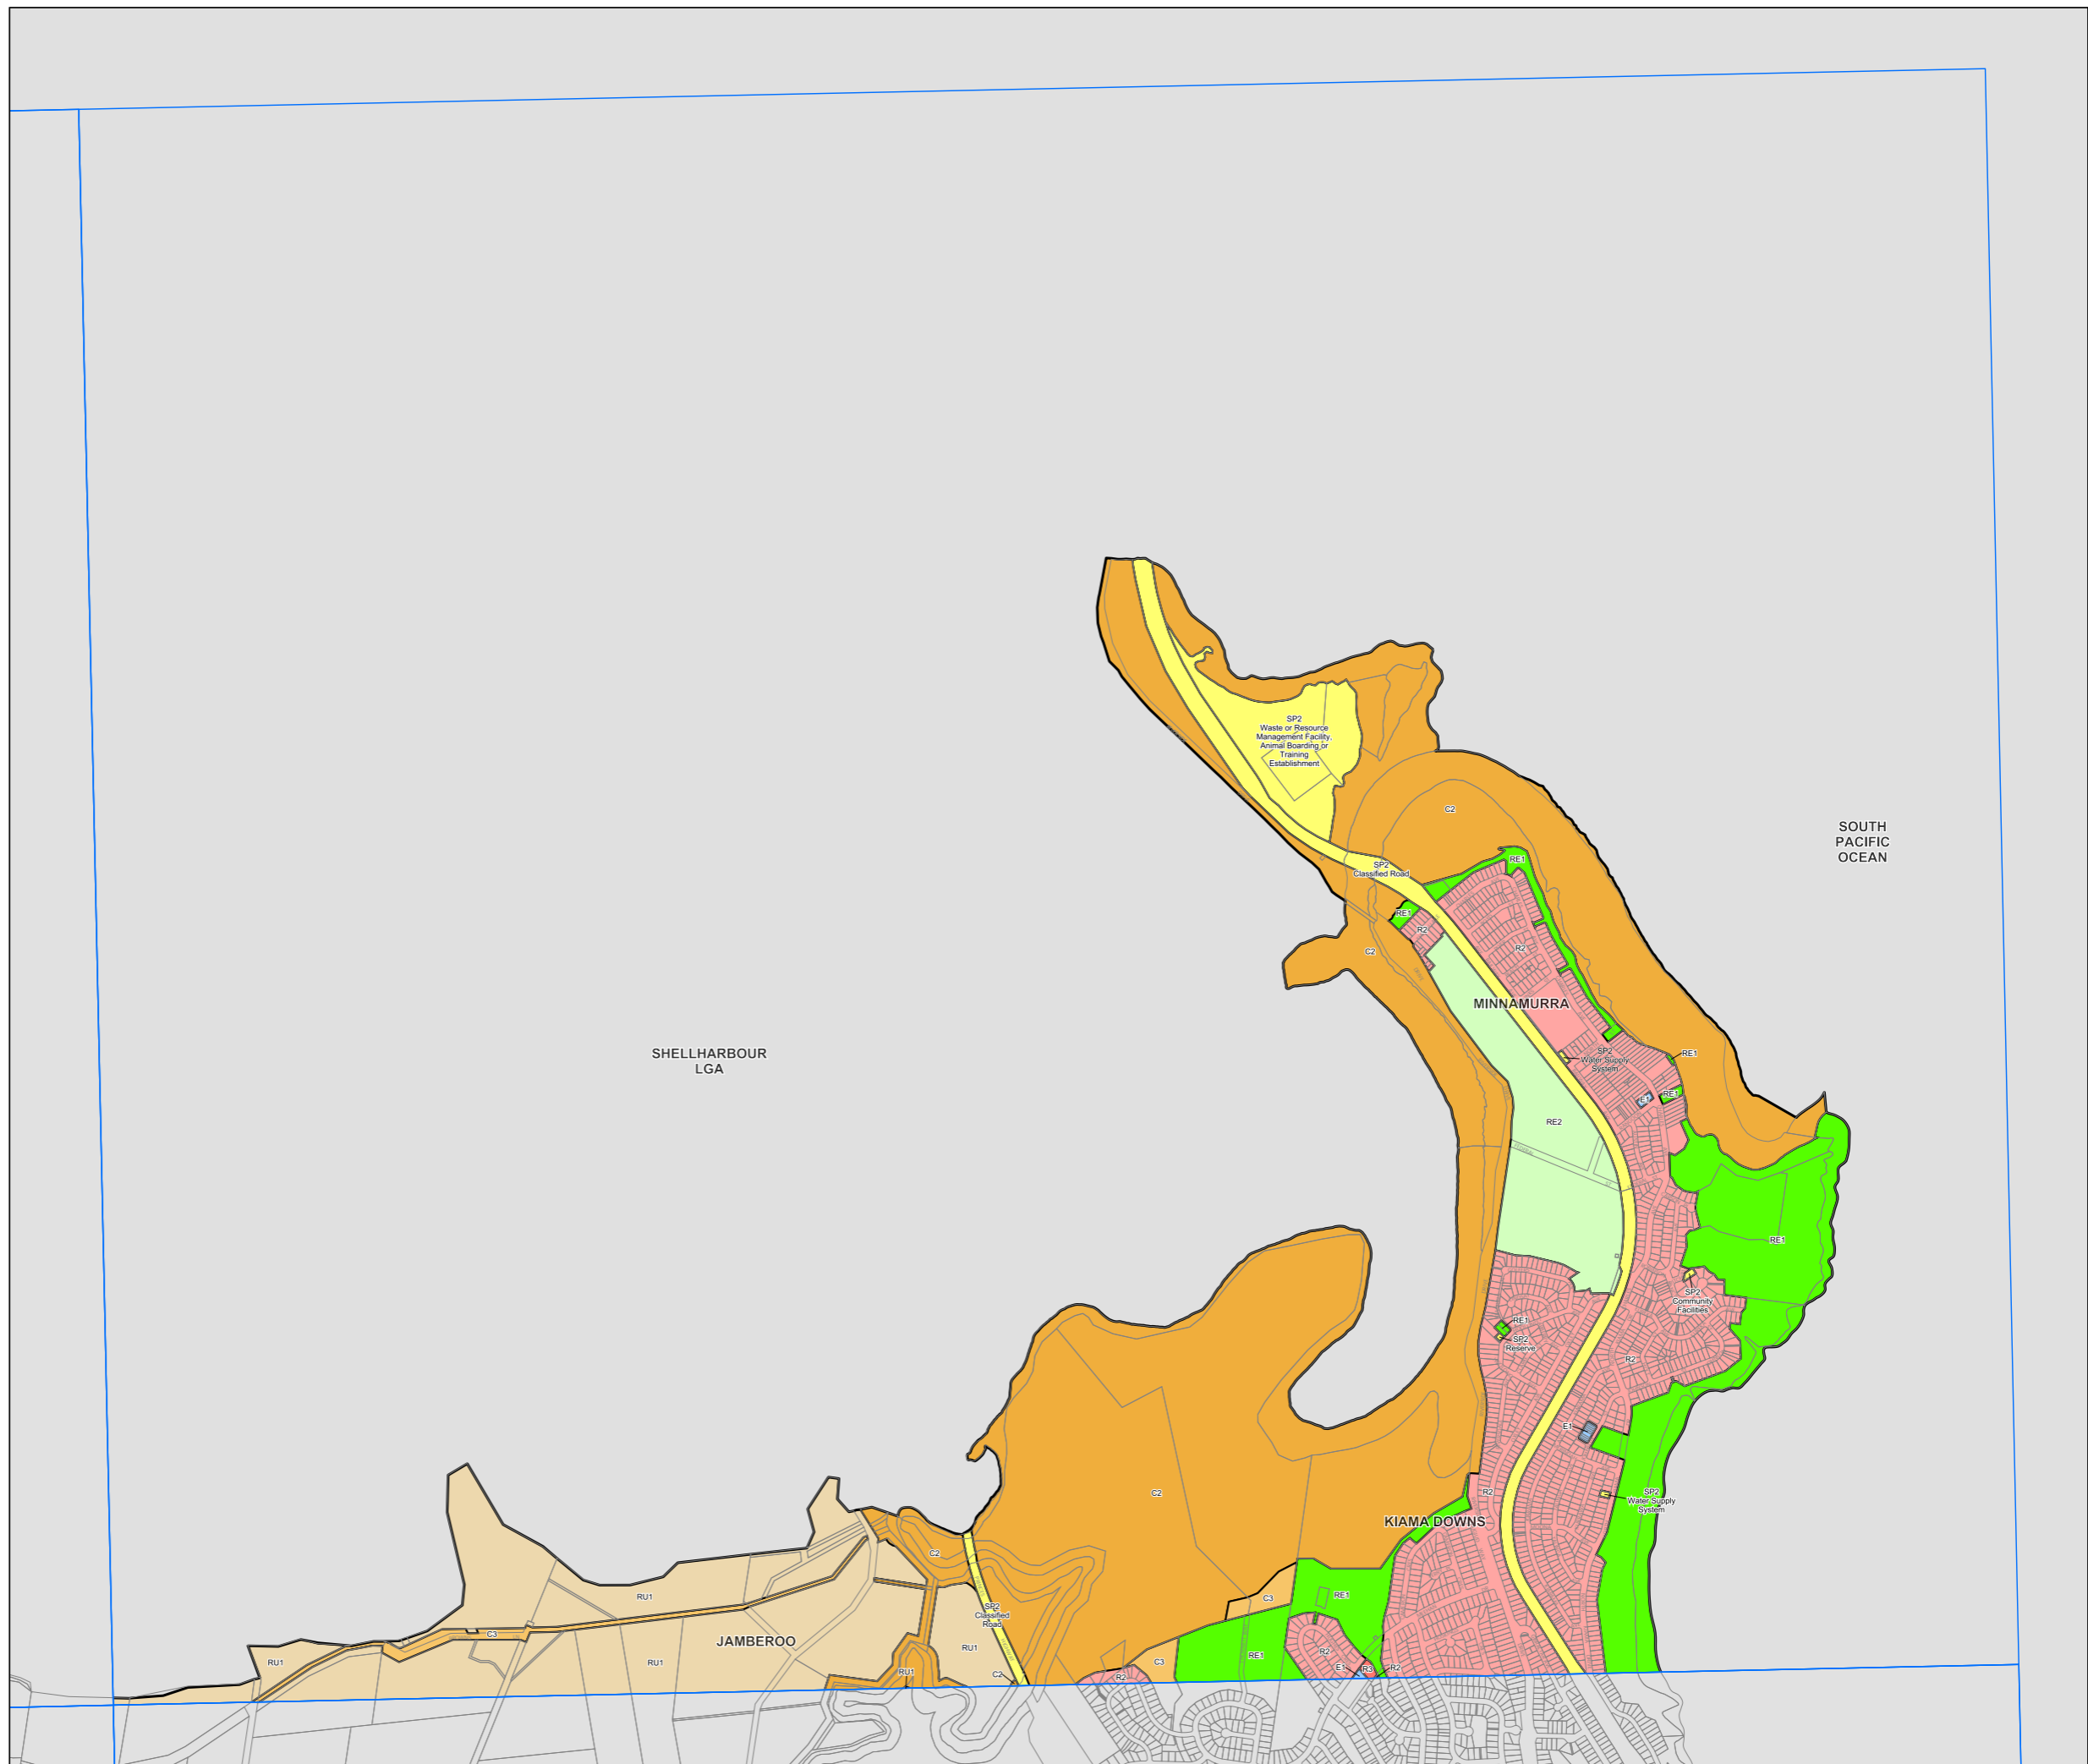 SP2
Waste or Resource
Management Facility,
Animal Boarding or
Training
Establishment
C2
SOUTH
PACIFIC
OCEAN
RE1
SP2
Classified Road
RE1
R2
R2
C2
MINNAMURRA
SHELLHARBOUR
LGA
SP2
Water Supply
System
RE1
RE1
E1
RE2
RE1
SP2
Community
Facilities
RE1
SP2
Reserve
R2
E1
C2
R2
SP2
Water Supply
System
KIAMA DOWNS
C2
RU1
C3
RE1
SP2
Classified
Road
C3
JAMBEROO
RU1
RU1
RU1
RU1
C2
C3
R2
RE1
R2
E1
R3
R2